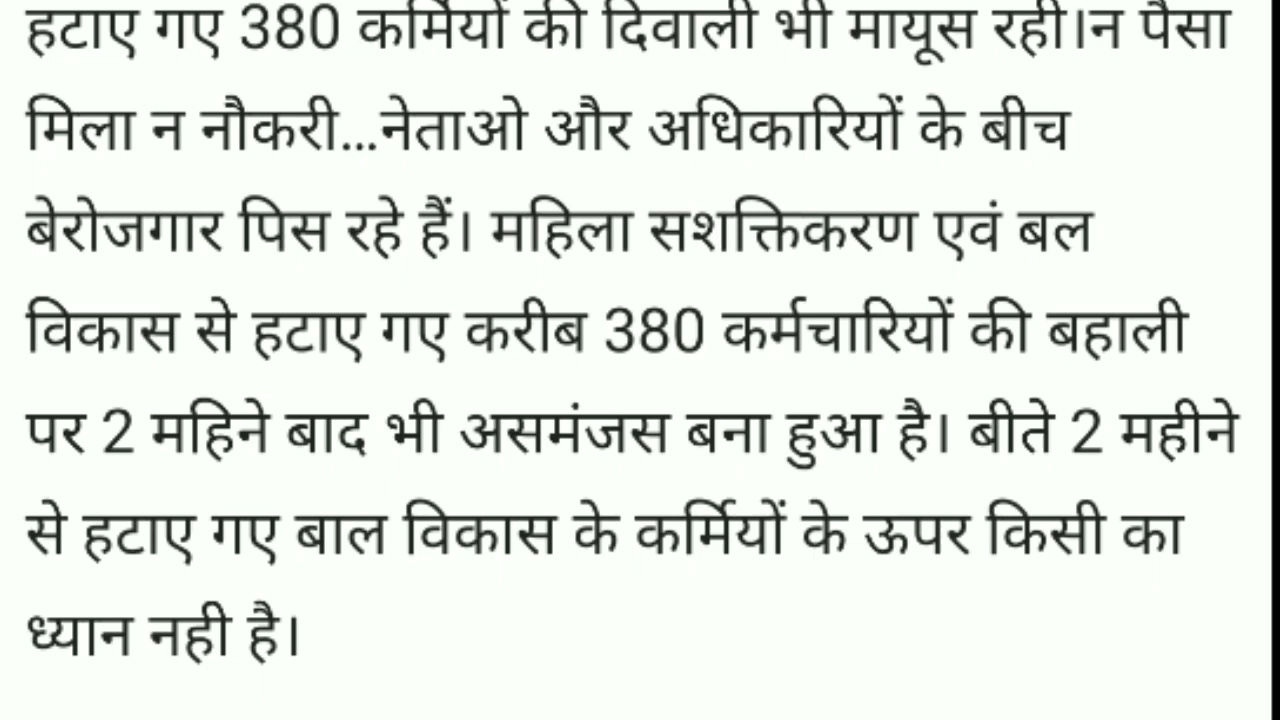 हटाए गए 380 कर्मियों की दिवाली भी मायूस रही।न पैसा
मिला न नौकरी...नेताओ और अधिकारियों के बीच
बेरोजगार पिस रहे हैं। महिला सशक्तिकरण एवं बल
विकास से हटाए गए करीब 380 कर्मचारियों की बहाली
पर 2 महिने बाद भी असमंजस बना हुआ है। बीते 2 महीने
से हटाए गए बाल विकास के कर्मियों के ऊपर किसी का
ध्यान नही है।